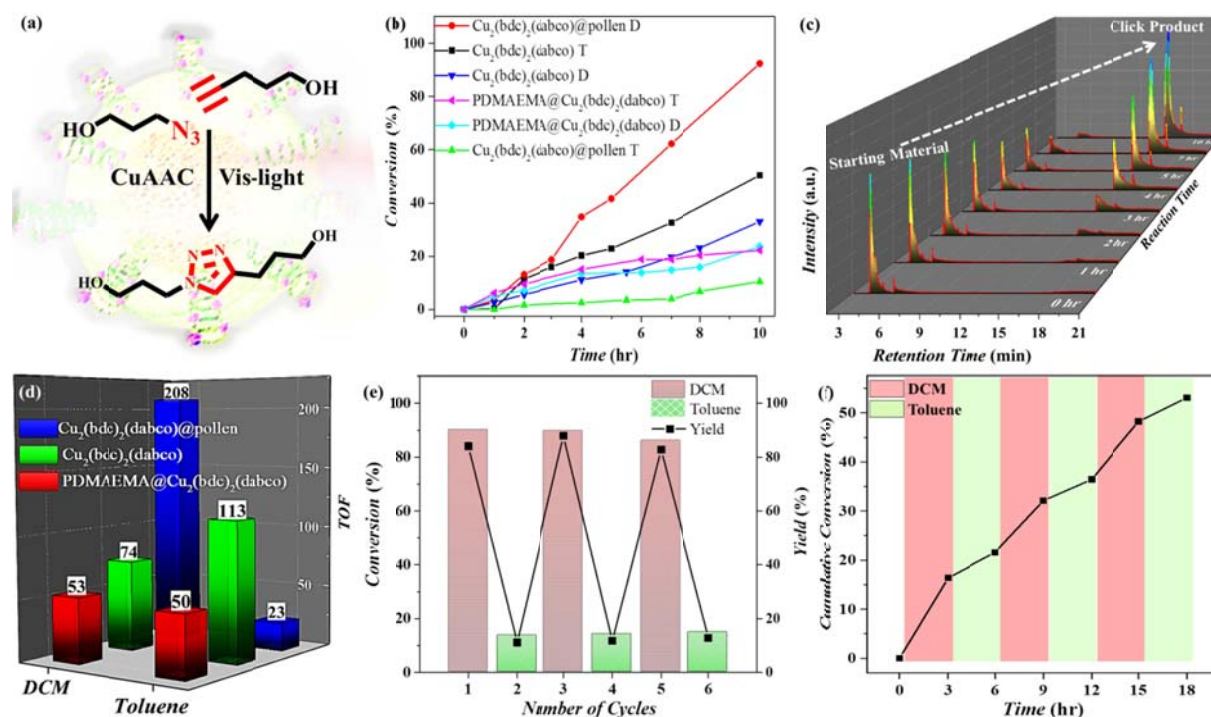 (a)
OH
HO
N3
CuAAC
Vis-light
N
N
N
OH
HO
(b)
Cu2(bdc)2(dabco)@pollen D
Cu2(bdc)2(dabco) T
Cu2(bdc)2(dabco) D
PDMAEMA@Cu2(bdc)2(dabco) T
PDMAEMA@Cu2(bdc)2(dabco) D
Cu2(bdc)2(dabco)@pollen T
Conversion (%)
100
80
60
40
20
0
0 2 4 6 8 10
Time (hr)
(c)
Click Product
Starting Material
Intensity (a.u.)
10 hr
7 hr
5 hr
4 hr
3 hr
2 hr
1 hr
0 hr
Reaction Time
3 6 9 12 15 18 21
Retention Time (min)
(d)
Cu2(bdc)2(dabco)@pollen
Cu2(bdc)2(dabco)
PDMAEMA@Cu2(bdc)2(dabco)
208
74
53
113
50
23
200
150
100
50
TOF
DCM
Toluene
(e)
DCM
Toluene
Yield
Conversion (%)
100
80
60
40
20
0
1 2 3 4 5 6
Number of Cycles
100
80
60
40
20
0
Yield (%)
(f)
DCM
Toluene
Cumulative Conversion (%)
50
40
30
20
10
0
0 3 6 9 12 15 18
Time (hr)